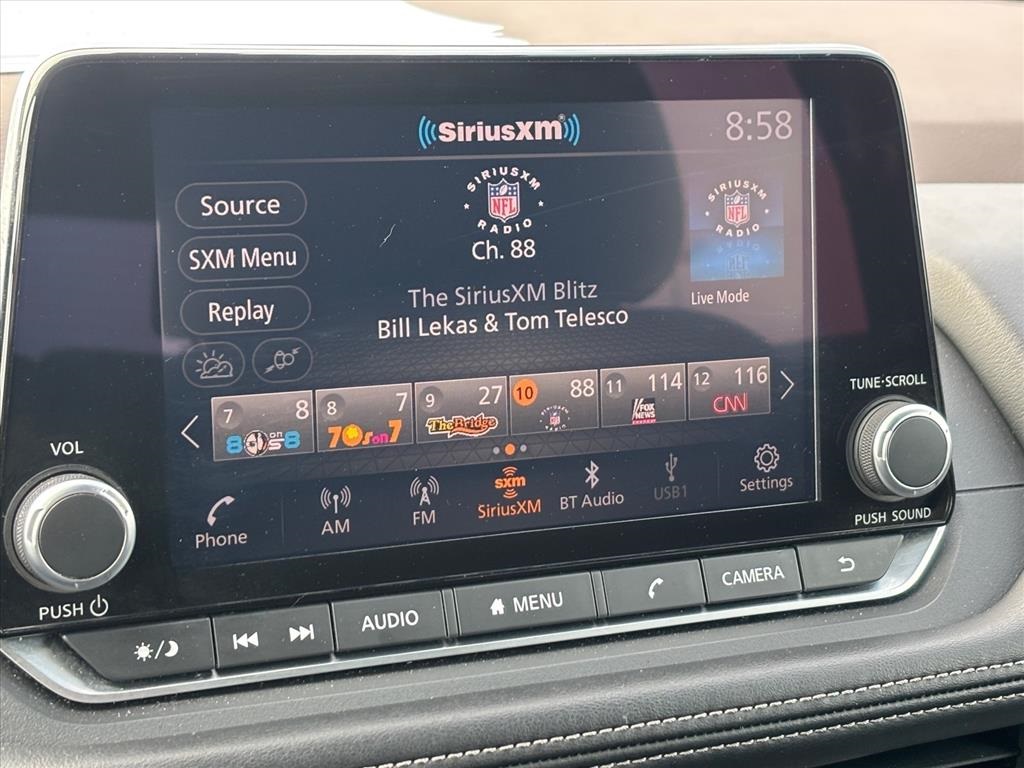 SiriusXM
8:58
Source
SXM Menu
Replay
SIRIUSXM
NFL
RADIO
Ch. 88
The SiriusXM Blitz
Bill Lekas & Tom Telesco
SIRIUSXM
NFL
RADIO
Live Mode
7 8
80s on 8
8 7
70s on 7
9 27
The Bridge
10 88
11 114
FOX NEWS
12 116
CNN
Phone
AM
FM
sxm
SiriusXM
BT Audio
USB1
Settings
VOL
PUSH
TUNE·SCROLL
PUSH SOUND
AUDIO
MENU
CAMERA